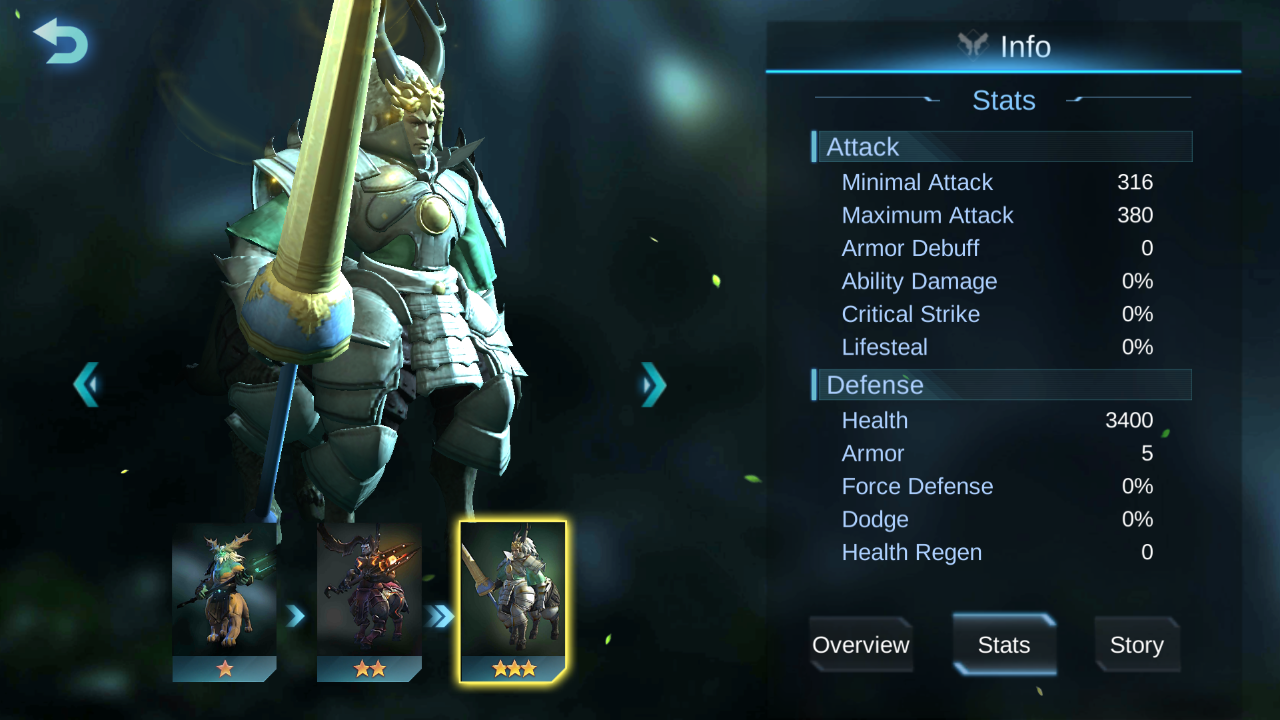 Info
Stats
Attack
Minimal Attack 316
Maximum Attack 380
Armor Debuff 0
Ability Damage 0%
Critical Strike 0%
Lifesteal 0%
Defense
Health 3400
Armor 5
Force Defense 0%
Dodge 0%
Health Regen 0
Overview Stats Story